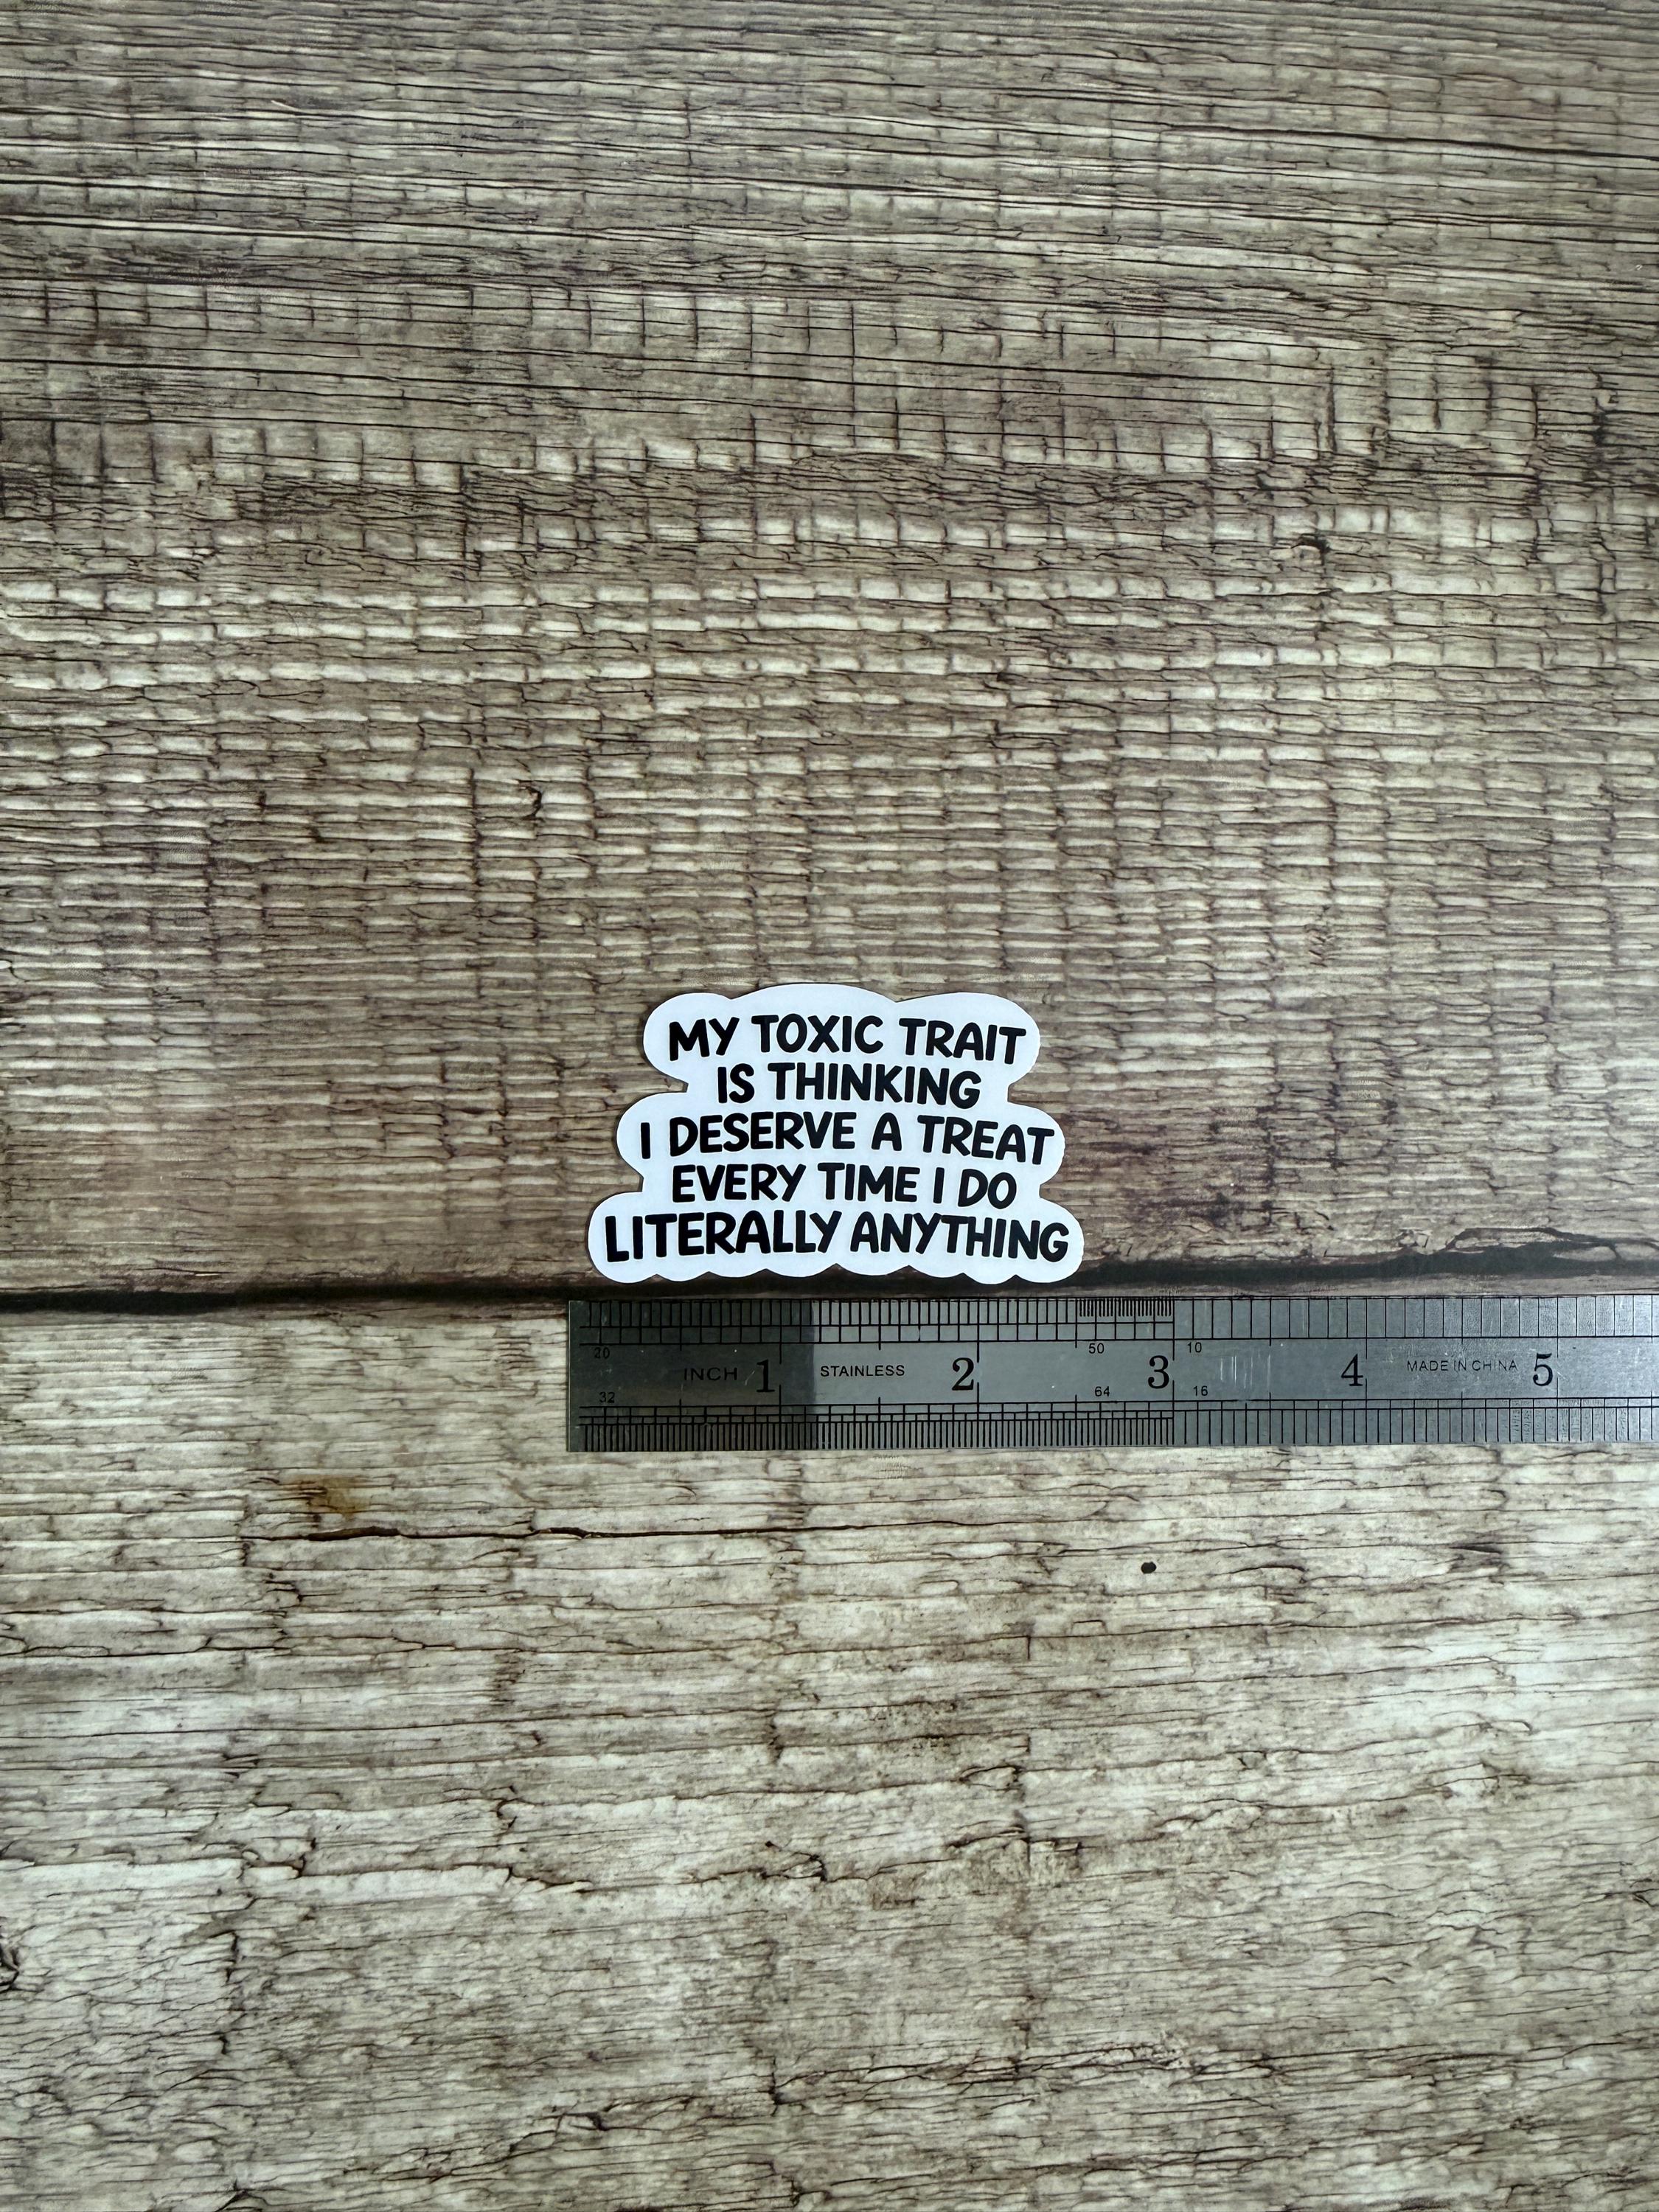 MY TOXIC TRAIT
IS THINKING
I DESERVE A TREAT
EVERY TIME I DO
LITERALLY ANYTHING
20 INCH 1 STAINLESS 2 50 3 10 4 MADE IN CHINA 5
32 64 16